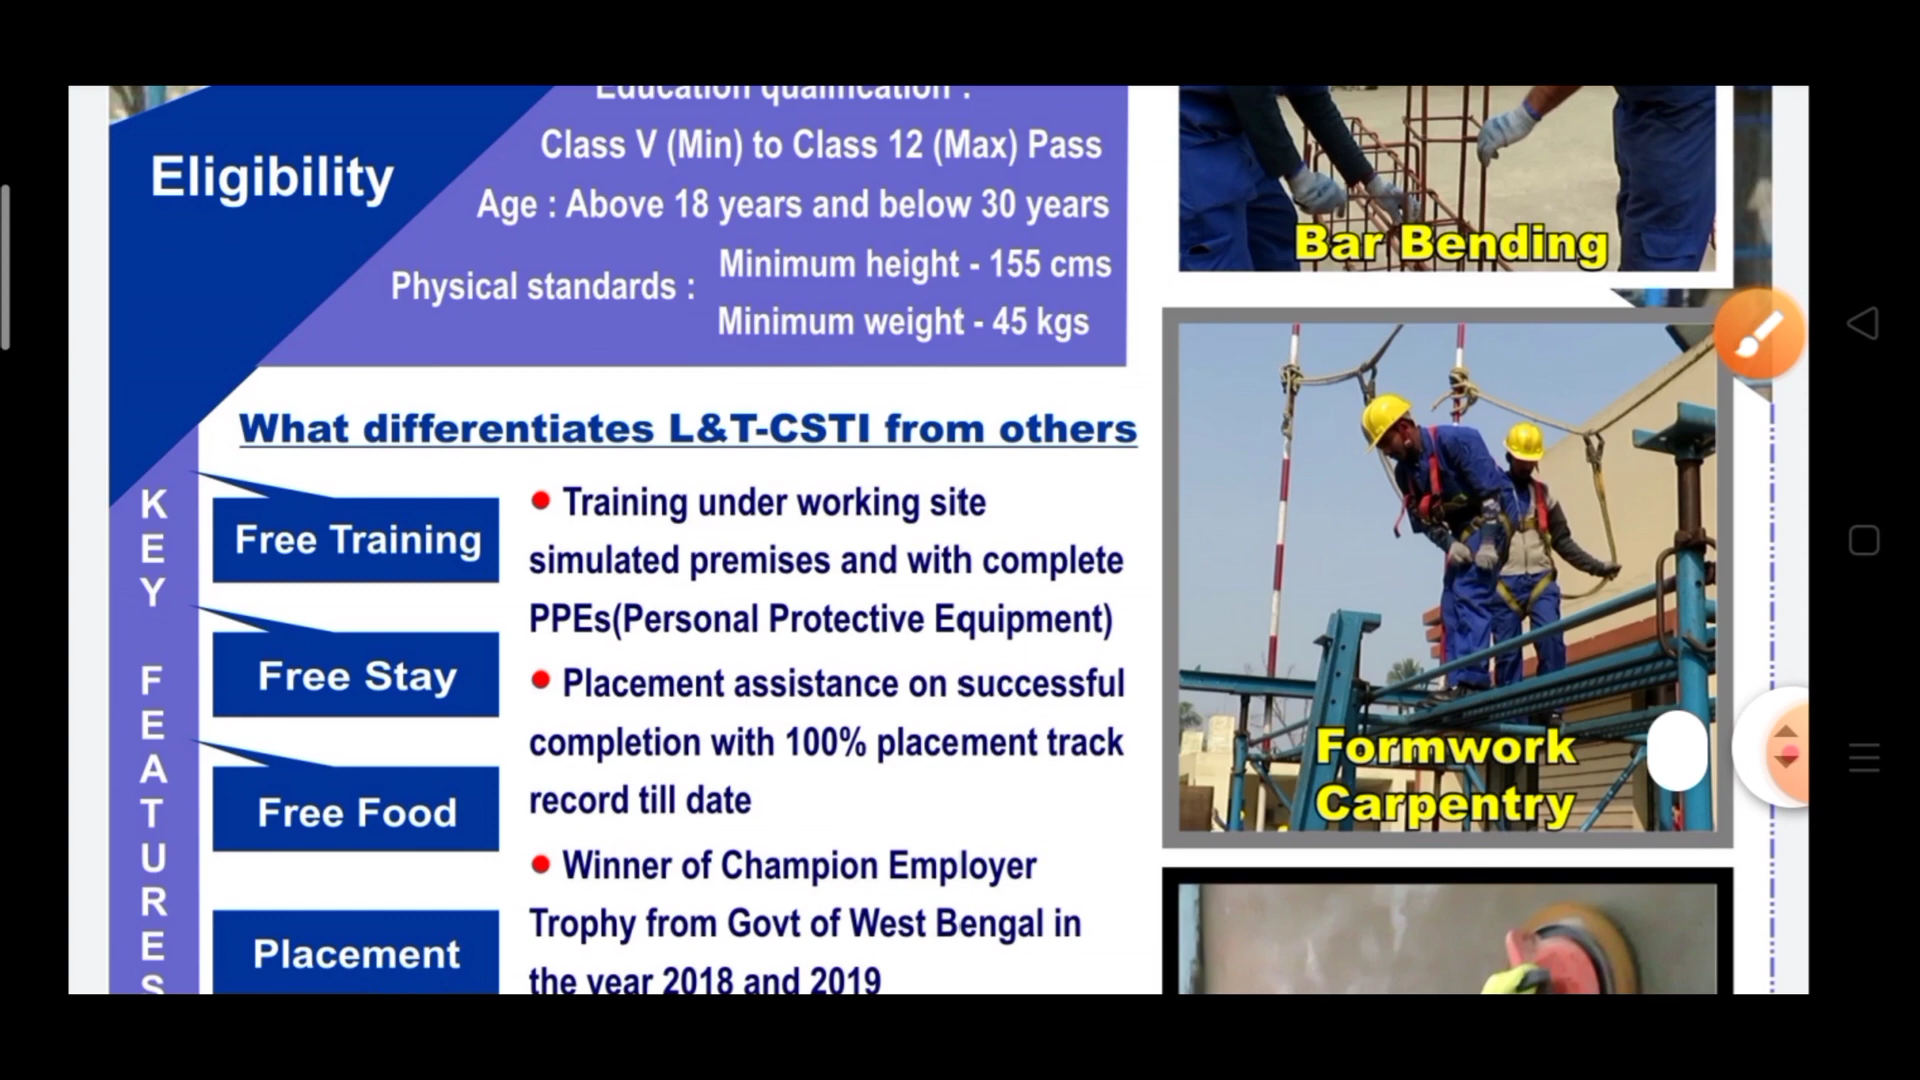 Education qualification :
Eligibility
Class V (Min) to Class 12 (Max) Pass
Age : Above 18 years and below 30 years
Physical standards :
Minimum height - 155 cms
Minimum weight - 45 kgs
What differentiates L&T-CSTI from others
KEY FEATURES
Free Training
Free Stay
Free Food
Placement
• Training under working site
simulated premises and with complete
PPEs(Personal Protective Equipment)
• Placement assistance on successful
completion with 100% placement track
record till date
• Winner of Champion Employer
Trophy from Govt of West Bengal in
the year 2018 and 2019
Bar Bending
Formwork
Carpentry